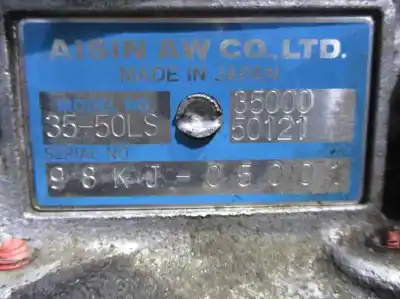 AISIN AW CO., LTD.
MADE IN JAPAN
MODEL NO.
35-50LS
35000
50121
SERIAL NO.
98KJ-0500